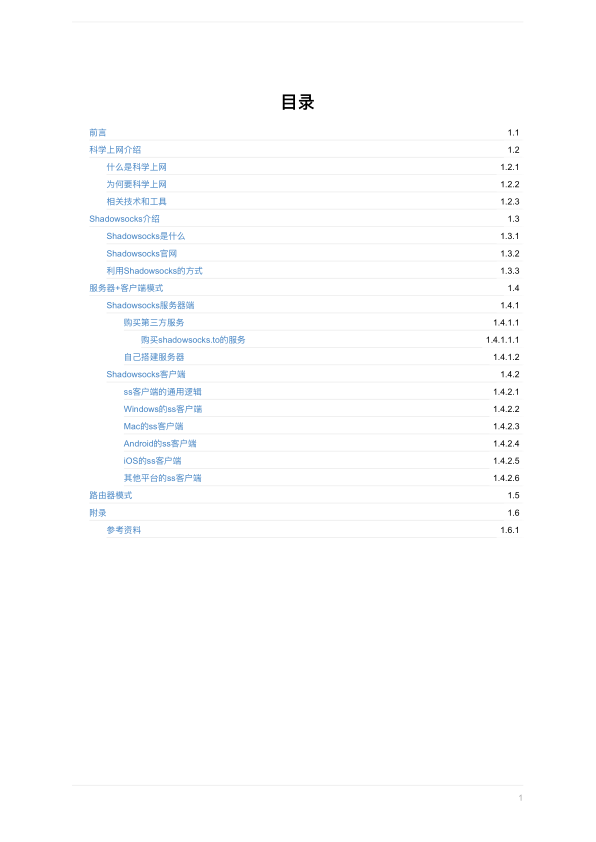 目录
前言 1.1
科学上网介绍 1.2
什么是科学上网 1.2.1
为何要科学上网 1.2.2
相关技术和工具 1.2.3
Shadowsocks介绍 1.3
Shadowsocks是什么 1.3.1
Shadowsocks官网 1.3.2
利用Shadowsocks的方式 1.3.3
服务器+客户端模式 1.4
Shadowsocks服务器端 1.4.1
购买第三方服务 1.4.1.1
购买shadowsocks.to的服务 1.4.1.1.1
自己搭建服务器 1.4.1.2
Shadowsocks客户端 1.4.2
ss客户端的通用逻辑 1.4.2.1
Windows的ss客户端 1.4.2.2
Mac的ss客户端 1.4.2.3
Android的ss客户端 1.4.2.4
iOS的ss客户端 1.4.2.5
其他平台的ss客户端 1.4.2.6
路由器模式 1.5
附录 1.6
参考资料 1.6.1
1